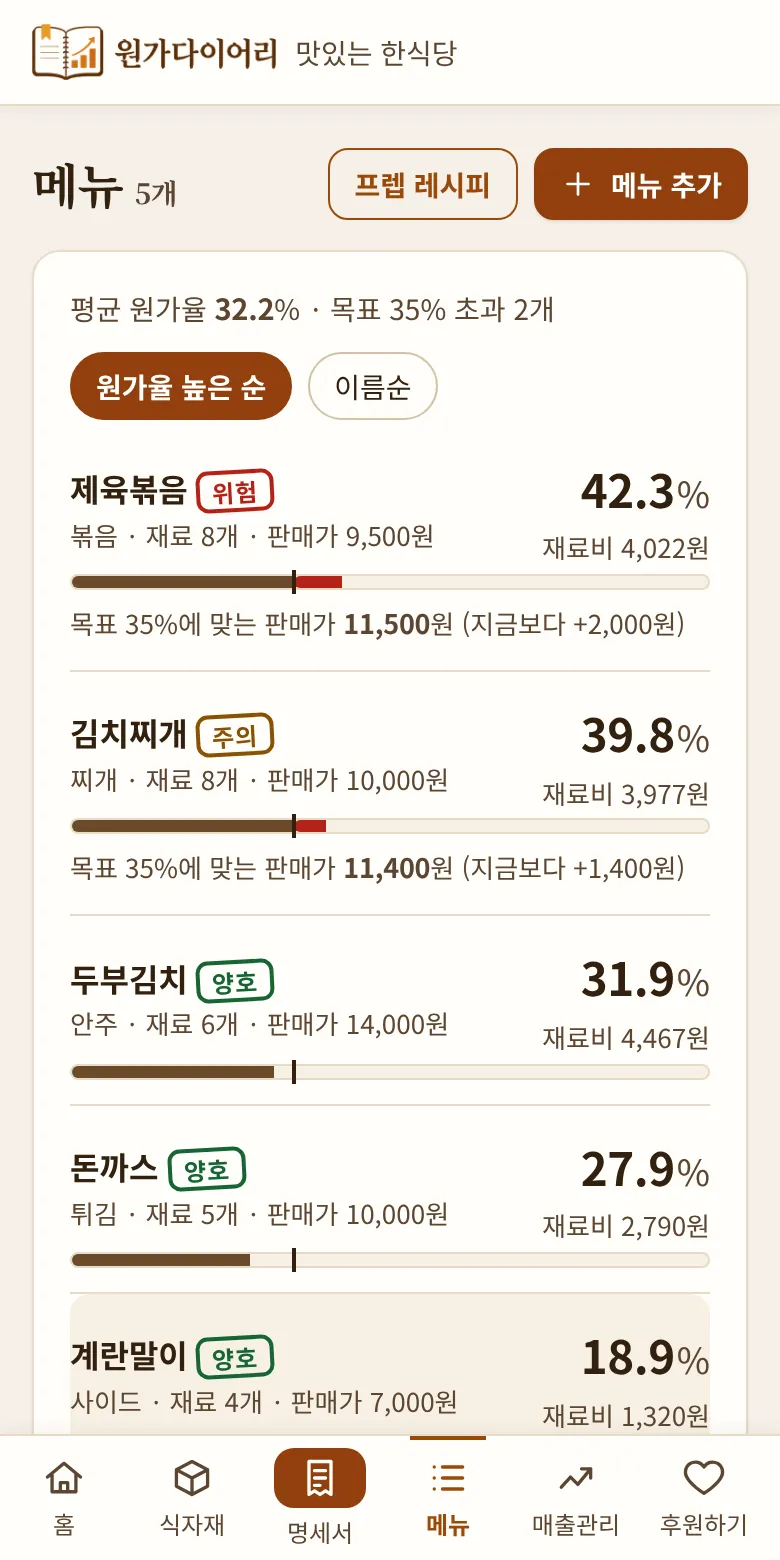 원가다이어리 맛있는 한식당
메뉴 5개
프렙 레시피
+ 메뉴 추가
평균 원가율 32.2% · 목표 35% 초과 2개
원가율 높은 순
이름순
제육볶음 위험 42.3%
볶음 · 재료 8개 · 판매가 9,500원
재료비 4,022원
목표 35%에 맞는 판매가 11,500원 (지금보다 +2,000원)
김치찌개 주의 39.8%
찌개 · 재료 8개 · 판매가 10,000원
재료비 3,977원
목표 35%에 맞는 판매가 11,400원 (지금보다 +1,400원)
두부김치 양호 31.9%
안주 · 재료 6개 · 판매가 14,000원
재료비 4,467원
돈까스 양호 27.9%
튀김 · 재료 5개 · 판매가 10,000원
재료비 2,790원
계란말이 양호 18.9%
사이드 · 재료 4개 · 판매가 7,000원
재료비 1,320원
홈
식자재
명세서
메뉴
매출관리
후원하기